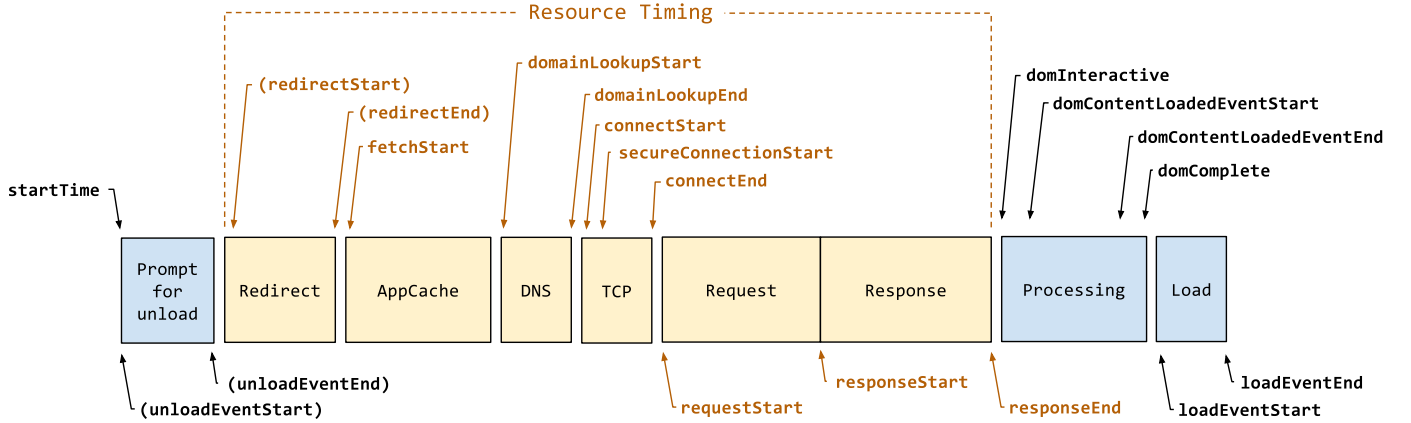 Resource Timing
domainLookupStart
domInteractive
(redirectStart)
domainLookupEnd
domContentLoadedEventStart
(redirectEnd)
connectStart
domContentLoadedEventEnd
fetchStart
secureConnectionStart
domComplete
connectEnd
startTime
Prompt
for
unload
Redirect
AppCache
DNS
TCP
Request
Response
Processing
Load
(unloadEventEnd)
responseStart
loadEventEnd
(unloadEventStart)
requestStart
responseEnd
loadEventStart